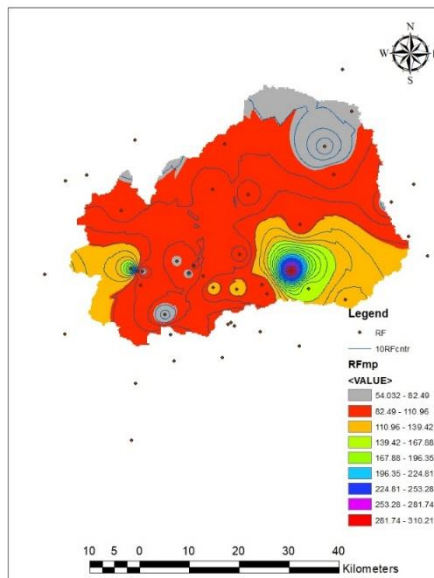 N
W
S
Legend
RF
10RFcntr
RFmp
<VALUE>
54.032 - 82.49
82.49 - 110.96
110.96 - 139.42
139.42 - 167.88
167.88 - 196.35
196.35 - 224.81
224.81 - 253.28
253.28 - 281.74
281.74 - 310.21
10 5 0 10 20 30 40
Kilometers